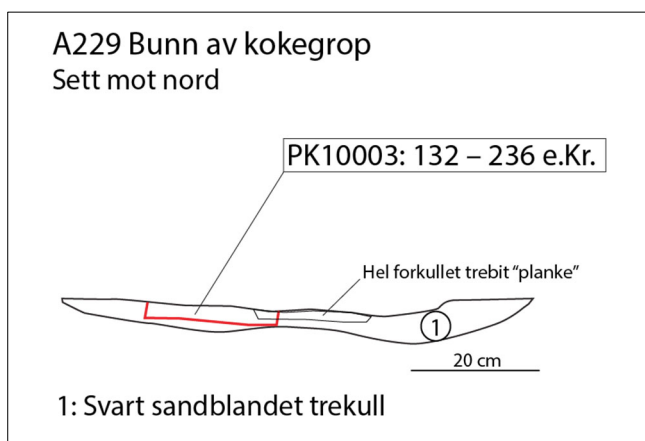 A229 Bunn av kokegrop
Sett mot nord
PK10003: 132 – 236 e.Kr.
Hel forkullet trebit “planke”
1
20 cm
1: Svart sandblandet trekull